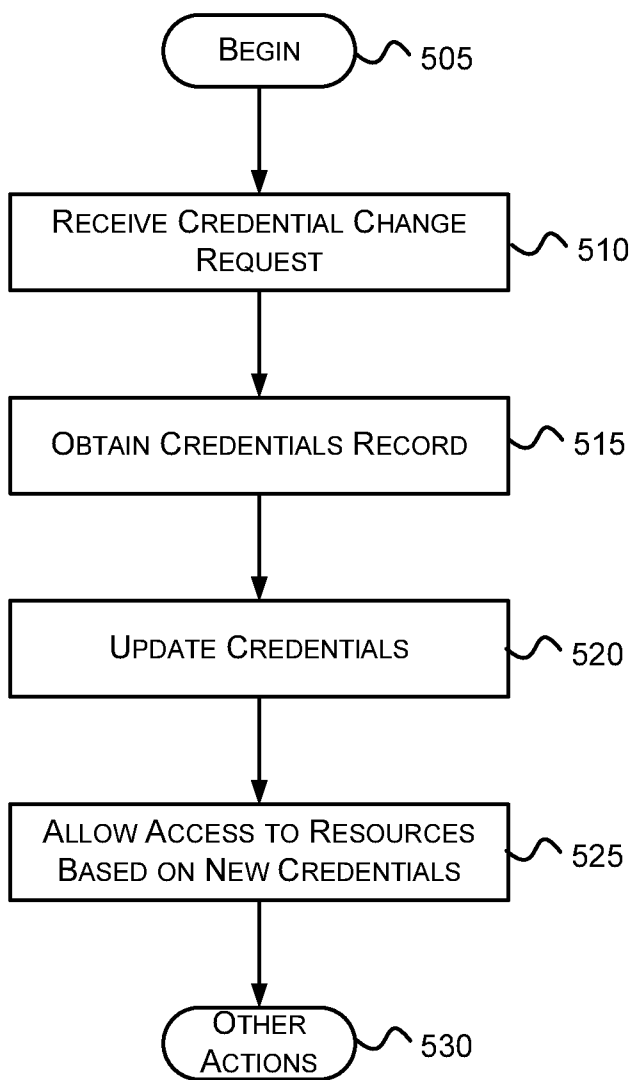 BEGIN
505
RECEIVE CREDENTIAL CHANGE
REQUEST
510
OBTAIN CREDENTIALS RECORD
515
UPDATE CREDENTIALS
520
ALLOW ACCESS TO RESOURCES
BASED ON NEW CREDENTIALS
525
OTHER
ACTIONS
530